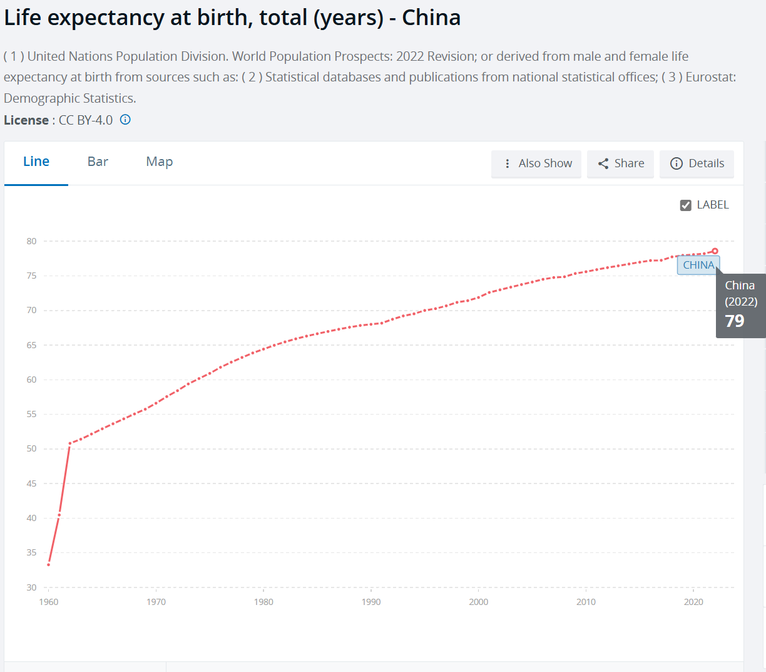 Life expectancy at birth, total (years) - China
( 1 ) United Nations Population Division. World Population Prospects: 2022 Revision; or derived from male and female life
expectancy at birth from sources such as: ( 2 ) Statistical databases and publications from national statistical offices; ( 3 ) Eurostat:
Demographic Statistics.
License : CC BY-4.0
Line Bar Map Also Show Share Details
LABEL
80
75
70
65
60
55
50
45
40
35
30
1960 1970 1980 1990 2000 2010 2020
CHINA
China
(2022)
79